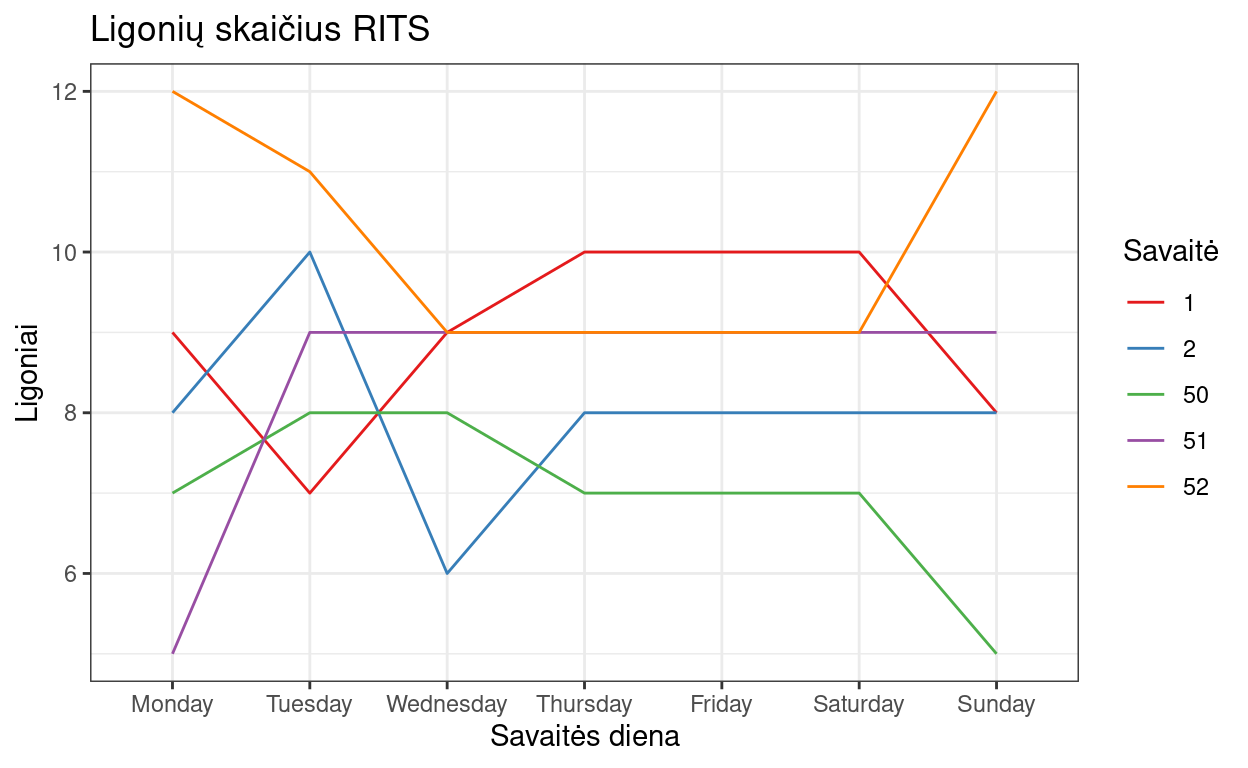 Ligonių skaičius RITS
Ligoniai
12
10
8
6
Monday Tuesday Wednesday Thursday Friday Saturday Sunday
Savaitės diena
Savaitė
1
2
50
51
52